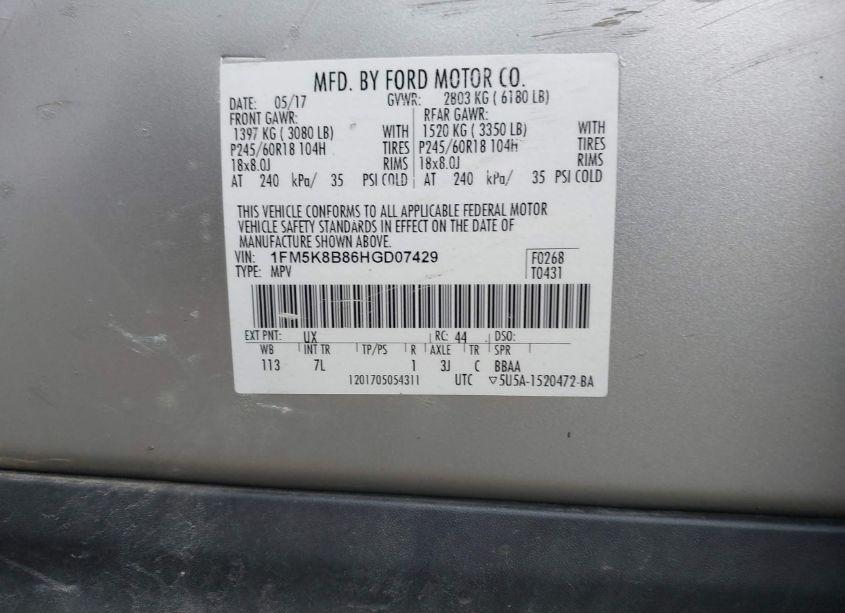 MFD. BY FORD MOTOR CO.
DATE: 05/17 GVWR: 2803 KG ( 6180 LB)
FRONT GAWR: RFAR GAWR:
1397 KG ( 3080 LB) WITH 1520 KG ( 3350 LB) WITH
P245/60R18 104H TIRES P245/60R18 104H TIRES
18x8.0J RIMS 18x8.0J RIMS
AT 240 kPa/ 35 PSI COLD AT 240 kPa/ 35 PSI COLD
THIS VEHICLE CONFORMS TO ALL APPLICABLE FEDERAL MOTOR
VEHICLE SAFETY STANDARDS IN EFFECT ON THE DATE OF
MANUFACTURE SHOWN ABOVE.
VIN: 1FM5K8B86HGD07429 F0268
TYPE: MPV T0431
EXT PNT: UX RC: 44 DSO:
WB INT TR TP/PS R AXLE TR SPR
113 7L 1 3J C BBAA
1201705054311 UTC ▽5U5A-1520472-BA